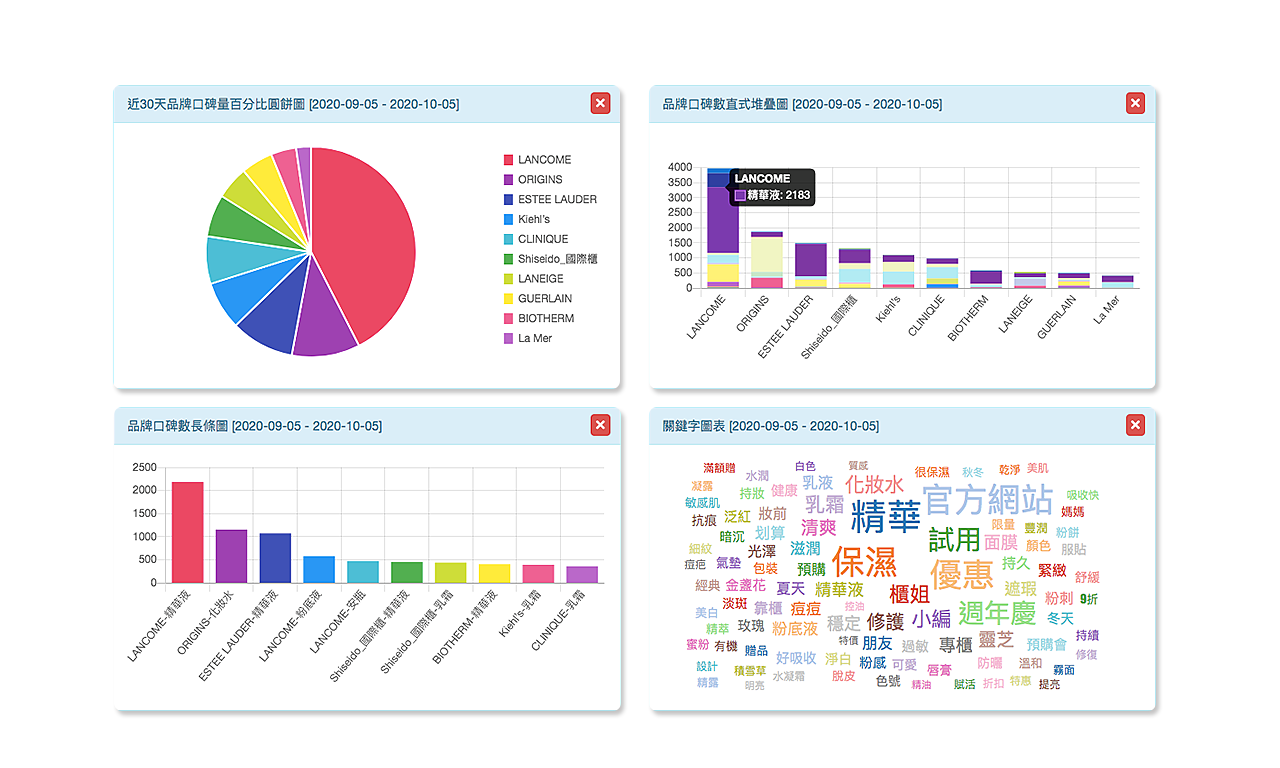 近30天品牌口碑量百分比圓餅圖 [2020-09-05 - 2020-10-05]
LANCOME
ORIGINS
ESTEE LAUDER
Kiehl's
CLINIQUE
Shiseido_國際櫃
LANEIGE
GUERLAIN
BIOTHERM
La Mer
品牌口碑數直式堆疊圖 [2020-09-05 - 2020-10-05]
4000
3500
3000
2500
2000
1500
1000
500
0
LANCOME
精華液: 2183
LANCOME
ORIGINS
ESTEE LAUDER
Shiseido_國際櫃
Kiehl's
CLINIQUE
BIOTHERM
LANEIGE
GUERLAIN
La Mer
品牌口碑數長條圖 [2020-09-05 - 2020-10-05]
2500
2000
1500
1000
500
0
LANCOME-精華液
ORIGINS-化妝水
ESTEE LAUDER-精華液
LANCOME-粉底液
LANCOME-安瓶
Shiseido_國際櫃-精華液
Shiseido_國際櫃-乳霜
BIOTHERM-精華液
Kiehl's-乳霜
CLINIQUE-乳霜
關鍵字圖表 [2020-09-05 - 2020-10-05]
滿額贈 水潤 白色 質感 很保濕 秋冬 乾淨 美肌
凝露 持妝 健康 乳液 化妝水 官方網站 吸收快
敏感肌 乳霜 精華 媽媽
抗痕 泛紅 妝前 清爽 限量 豐潤 粉餅
暗沉 划算 試用 面膜 顏色 服貼
細紋 光澤 滋潤 保濕
痘疤 氣墊 包裝 預購 優惠 持久 緊緻 舒緩
經典 金盞花 夏天 精華液 櫃姐 遮瑕 粉刺 9折
美白 淡斑 靠櫃 痘痘 控油 修護 小編 週年慶 冬天
精萃 玫瑰 粉底液 穩定
蜜粉 有機 贈品 特價 朋友 過敏 專櫃 靈芝 預購會 持續
設計 積雪草 好吸收 淨白 粉感 可愛 唇膏 防曬 溫和 霧面 修復
精露 明亮 水凝霜 脫皮 色號 精油 賦活 折扣 特惠 提亮